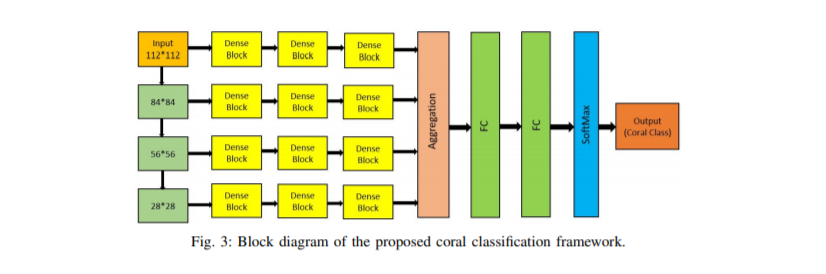 Input
112*112
Dense
Block
Dense
Block
Dense
Block
84*84
Dense
Block
Dense
Block
Dense
Block
56*56
Dense
Block
Dense
Block
Dense
Block
28*28
Dense
Block
Dense
Block
Dense
Block
Aggregation
FC
FC
SoftMax
Output
(Coral Class)
Fig. 3: Block diagram of the proposed coral classification framework.